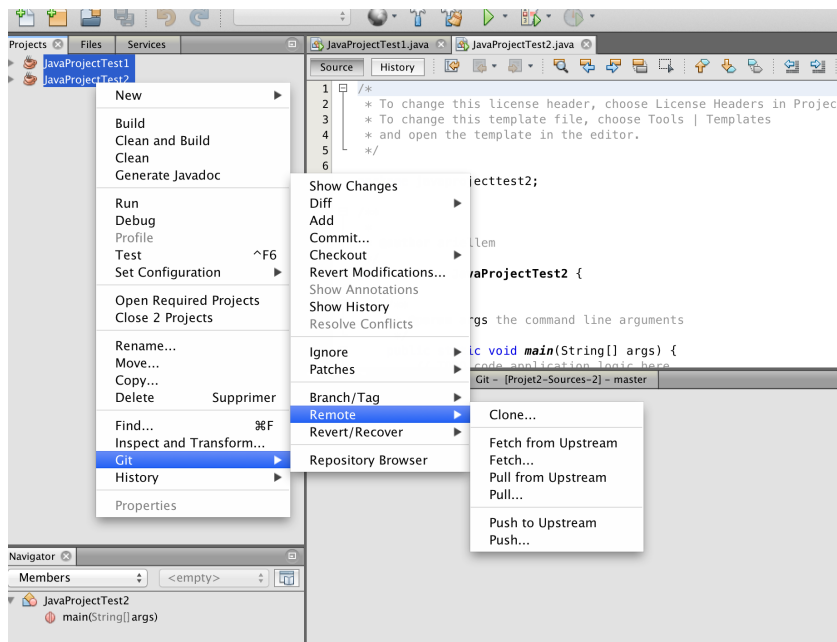 Projects Files Services
JavaProjectTest1
JavaProjectTest2
JavaProjectTest1.java JavaProjectTest2.java
Source History
1 /*
2 * To change this license header, choose License Headers in Projec
3 * To change this template file, choose Tools | Templates
4 * and open the template in the editor.
5 */
6
jecttest2;
llem
vaProjectTest2 {
rgs the command line arguments
ic void main(String[] args) {
code application logic here
New
Build
Clean and Build
Clean
Generate Javadoc
Run
Debug
Profile
Test ^F6
Set Configuration
Open Required Projects
Close 2 Projects
Rename...
Move...
Copy...
Delete Supprimer
Find... ⌘F
Inspect and Transform...
Git
History
Properties
Show Changes
Diff
Add
Commit...
Checkout
Revert Modifications...
Show Annotations
Show History
Resolve Conflicts
Ignore
Patches
Branch/Tag
Remote
Revert/Recover
Repository Browser
Git - [Projet2-Sources-2] - master
Clone...
Fetch from Upstream
Fetch...
Pull from Upstream
Pull...
Push to Upstream
Push...
Navigator
Members <empty>
JavaProjectTest2
main(String[] args)